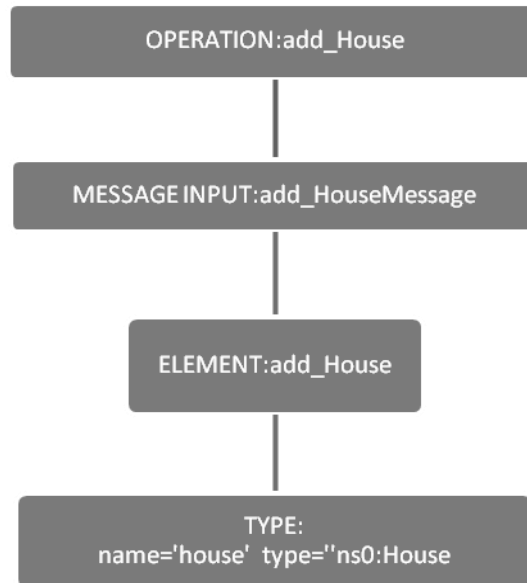 OPERATION:add_House
MESSAGE INPUT:add_HouseMessage
ELEMENT:add_House
TYPE:
name='house' type=''ns0:House